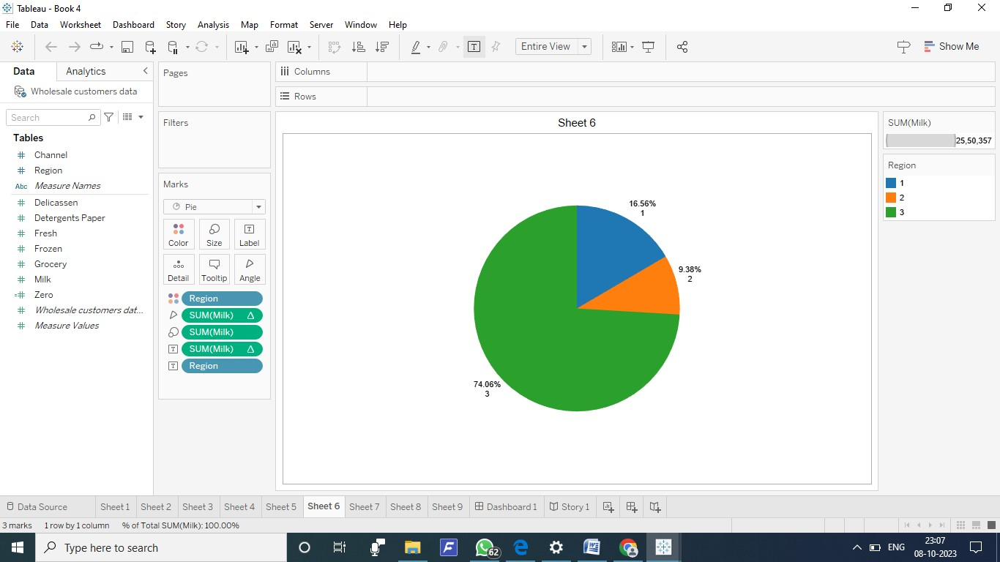 Tableau - Book 4
File Data Worksheet Dashboard Story Analysis Map Format Server Window Help
Entire View
Show Me
Data Analytics
Wholesale customers data
Search
Tables
Channel
Region
Abc Measure Names
Delicassen
Detergents Paper
Fresh
Frozen
Grocery
Milk
Zero
Wholesale customers dat...
Measure Values
Pages
Filters
Marks
Pie
Color Size Label
Detail Tooltip Angle
Region
SUM(Milk)
SUM(Milk)
SUM(Milk)
Region
Columns
Rows
Sheet 6
16.56%
1
9.38%
2
74.06%
3
SUM(Milk)
25,50,357
Region
1
2
3
Data Source Sheet 1 Sheet 2 Sheet 3 Sheet 4 Sheet 5 Sheet 6 Sheet 7 Sheet 8 Sheet 9 Dashboard 1 Story 1
3 marks 1 row by 1 column % of Total SUM(Milk): 100.00%
Type here to search
62
ENG
23:07
08-10-2023